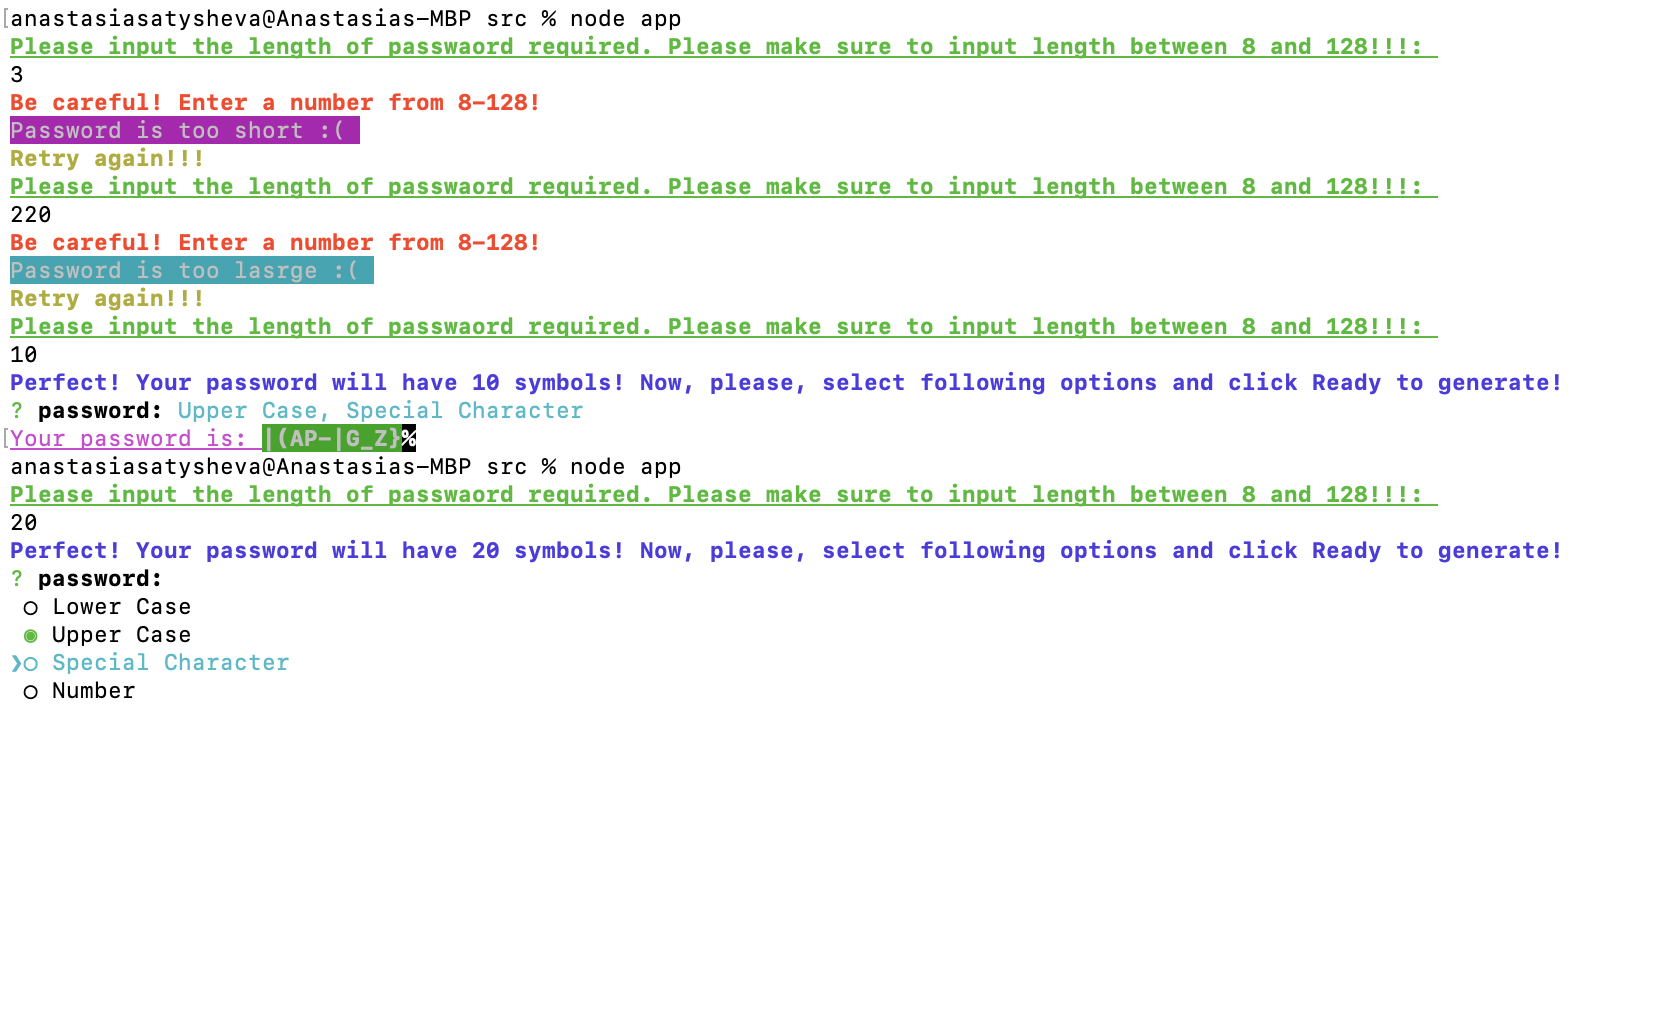 [anastasiasatysheva@Anastasias-MBP src % node app
Please input the length of passwaord required. Please make sure to input length between 8 and 128!!!:
3
Be careful! Enter a number from 8-128!
Password is too short :(
Retry again!!!
Please input the length of passwaord required. Please make sure to input length between 8 and 128!!!:
220
Be careful! Enter a number from 8-128!
Password is too lasrge :(
Retry again!!!
Please input the length of passwaord required. Please make sure to input length between 8 and 128!!!:
10
Perfect! Your password will have 10 symbols! Now, please, select following options and click Ready to generate!
? password: Upper Case, Special Character
[Your password is: |(AP-|G_Z}%
anastasiasatysheva@Anastasias-MBP src % node app
Please input the length of passwaord required. Please make sure to input length between 8 and 128!!!:
20
Perfect! Your password will have 20 symbols! Now, please, select following options and click Ready to generate!
? password:
○ Lower Case
◉ Upper Case
❯○ Special Character
○ Number